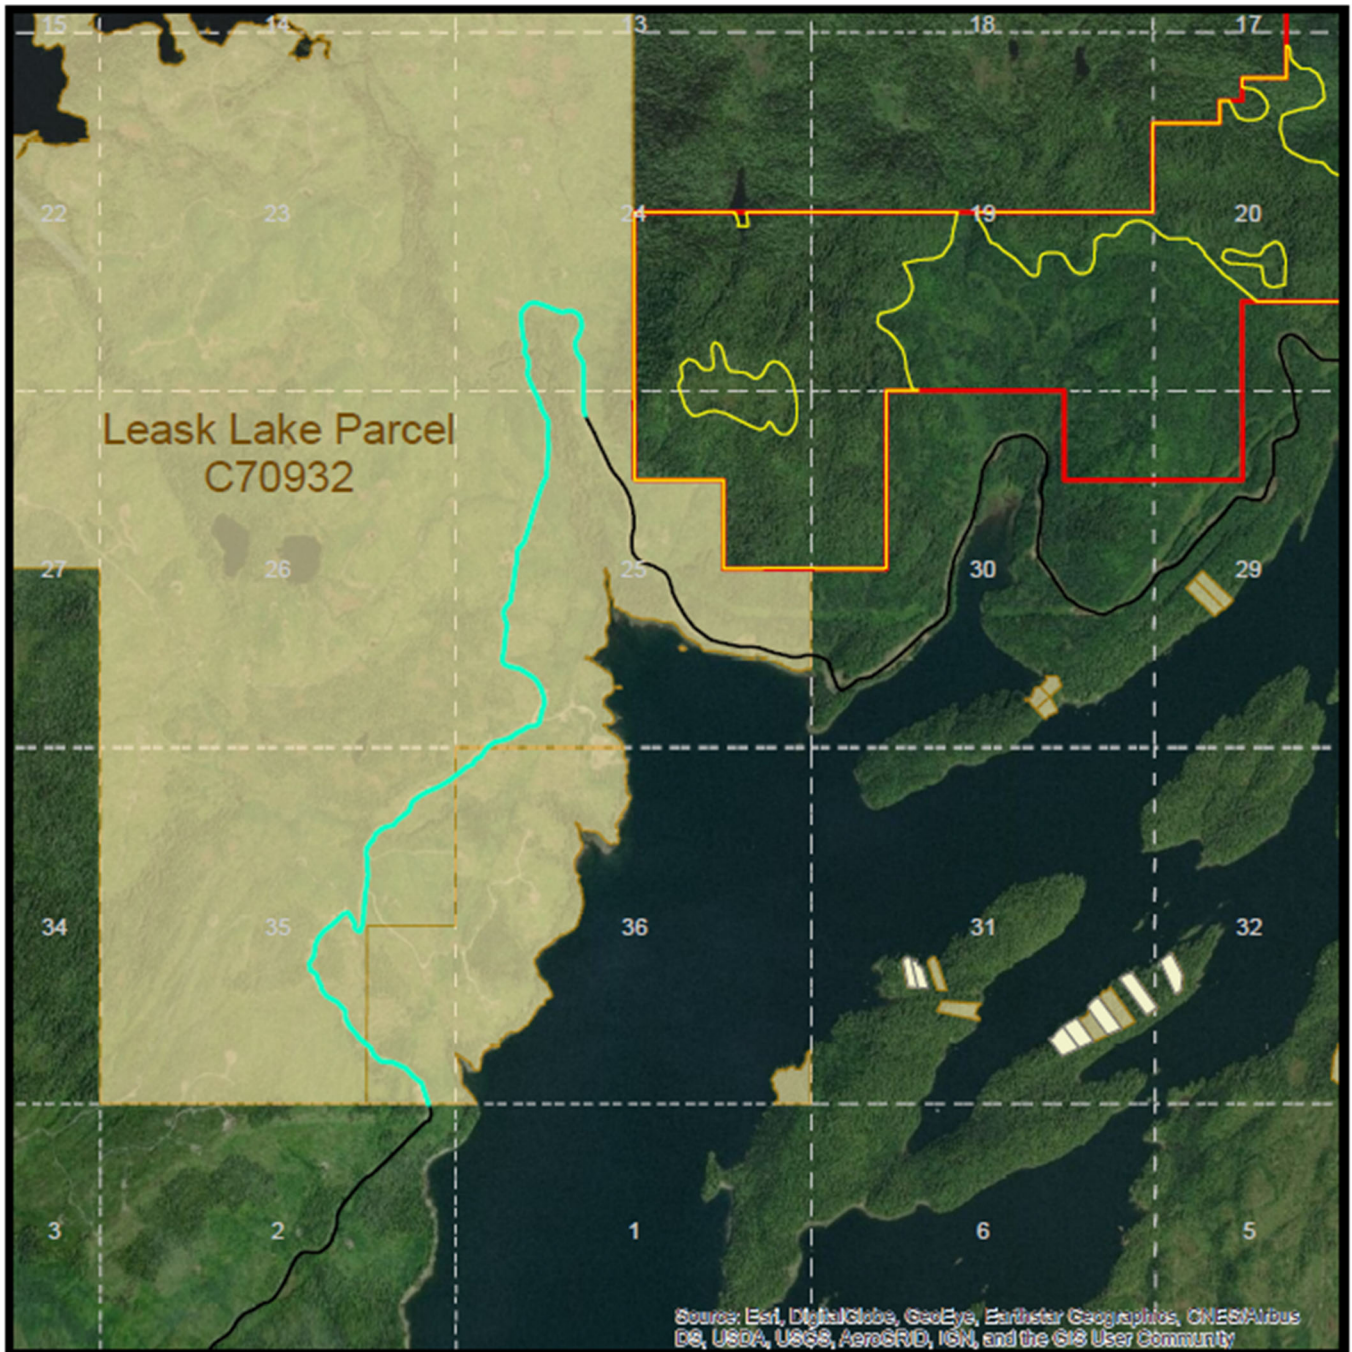 15 14 13 18 17
22 23 24 19 20
Leask Lake Parcel
C70932
27 26 25 30 29
34 35 36 31 32
3 2 1 6 5
Source: Esri, DigitalGlobe, GeoEye, Earthstar Geographics, CNES/Airbus
DS, USDA, USGS, AeroGRID, IGN, and the GIS User Community